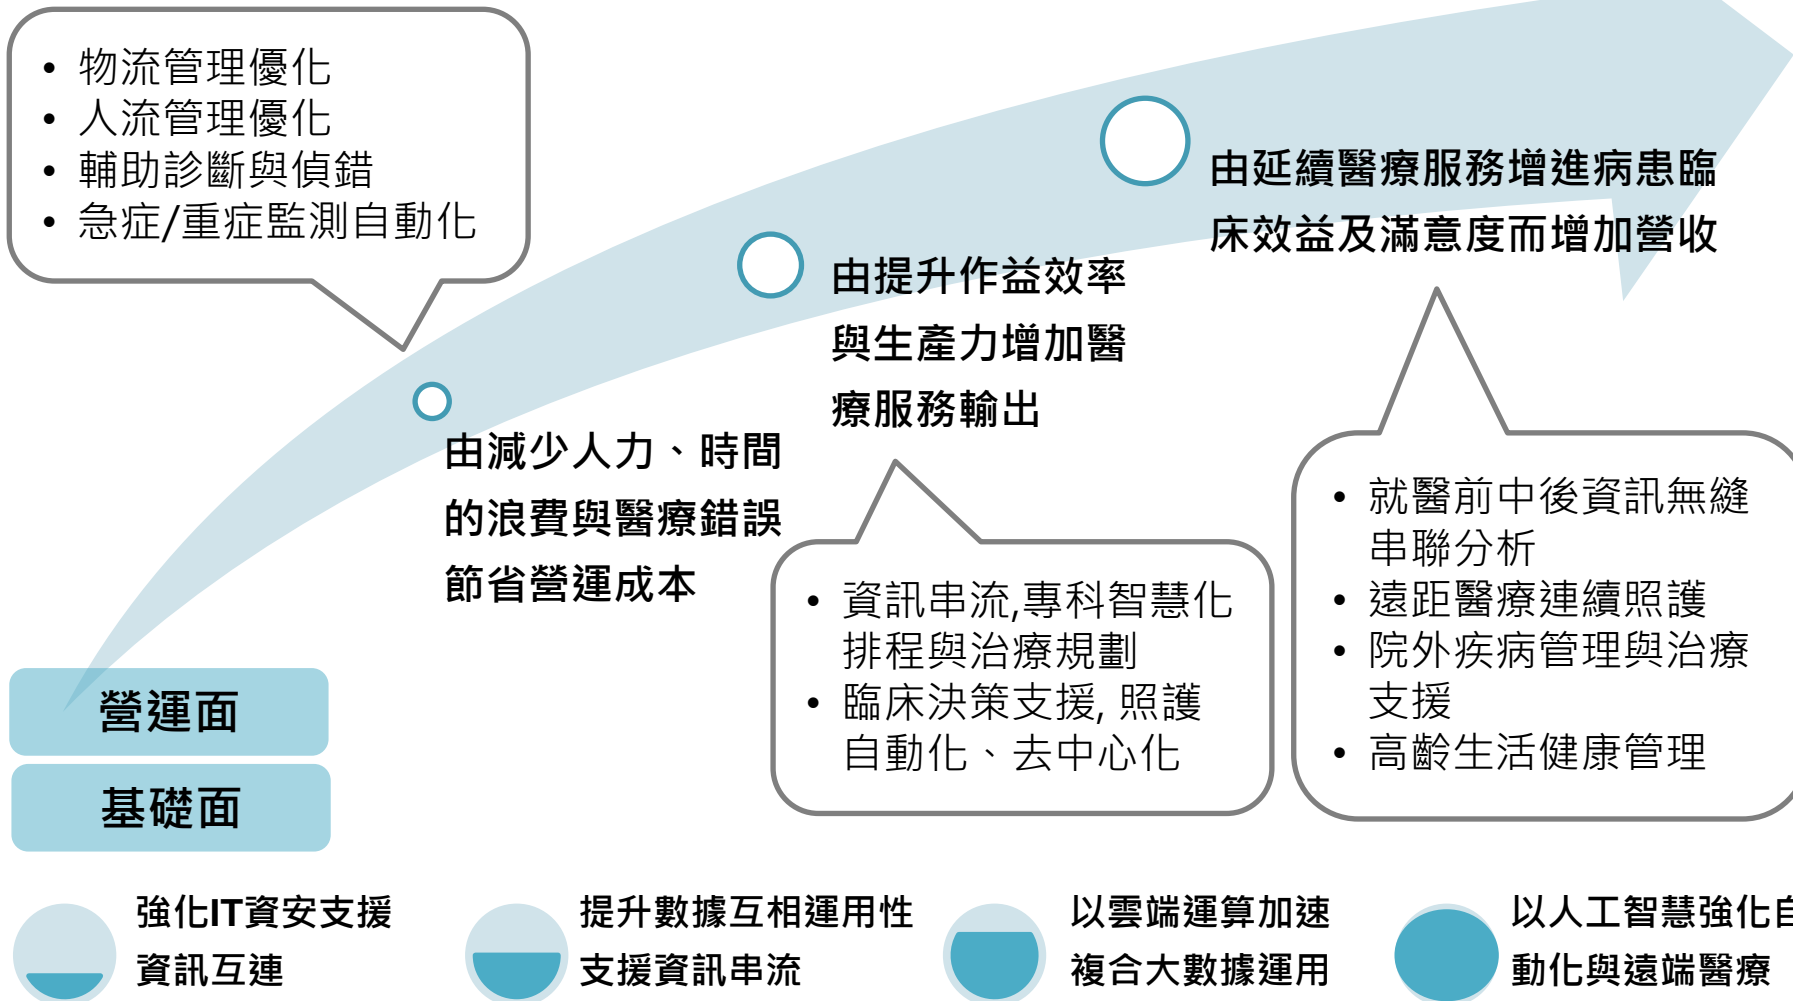 • 物流管理優化
• 人流管理優化
• 輔助診斷與偵錯
• 急症/重症監測自動化
由減少人力、時間
的浪費與醫療錯誤
節省營運成本
由提升作益效率
與生產力增加醫
療服務輸出
• 資訊串流,專科智慧化
排程與治療規劃
• 臨床決策支援, 照護
自動化、去中心化
由延續醫療服務增進病患臨
床效益及滿意度而增加營收
• 就醫前中後資訊無縫
串聯分析
• 遠距醫療連續照護
• 院外疾病管理與治療
支援
• 高齡生活健康管理
營運面
基礎面
強化IT資安支援
資訊互連
提升數據互相運用性
支援資訊串流
以雲端運算加速
複合大數據運用
以人工智慧強化自
動化與遠端醫療